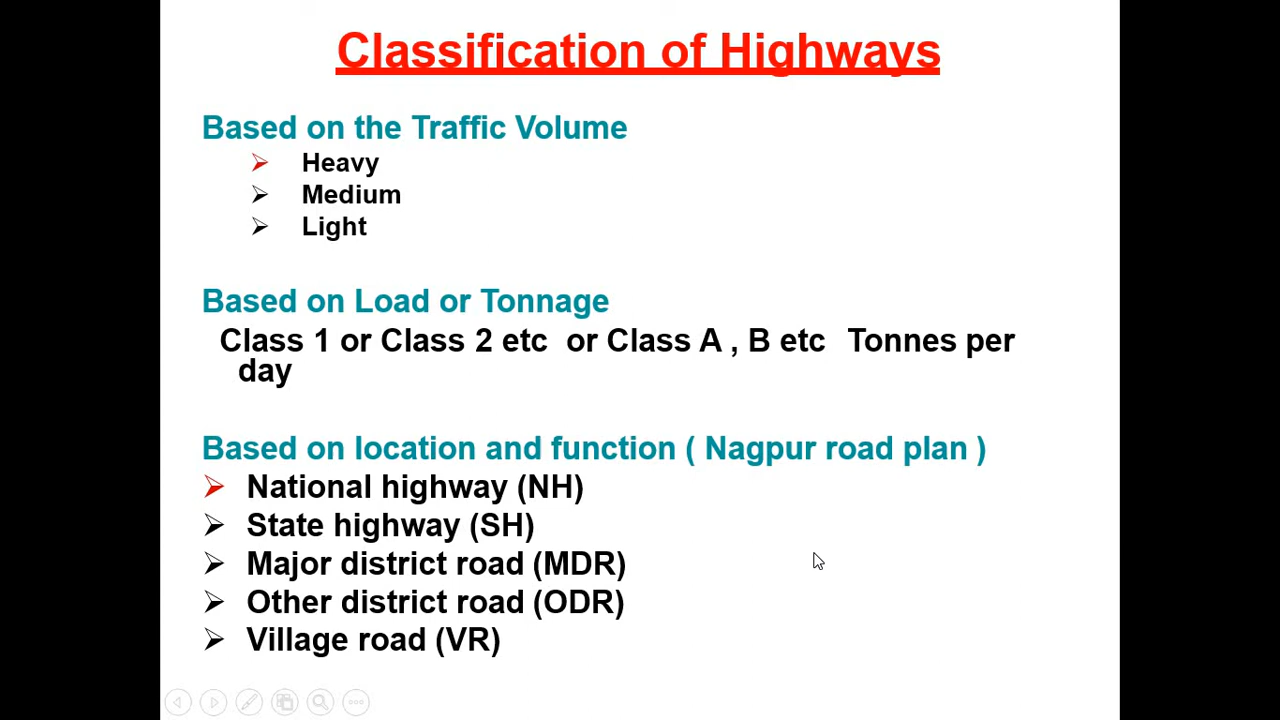 Classification of Highways
Based on the Traffic Volume
Heavy
Medium
Light
Based on Load or Tonnage
Class 1 or Class 2 etc or Class A , B etc Tonnes per
day
Based on location and function ( Nagpur road plan )
National highway (NH)
State highway (SH)
Major district road (MDR)
Other district road (ODR)
Village road (VR)